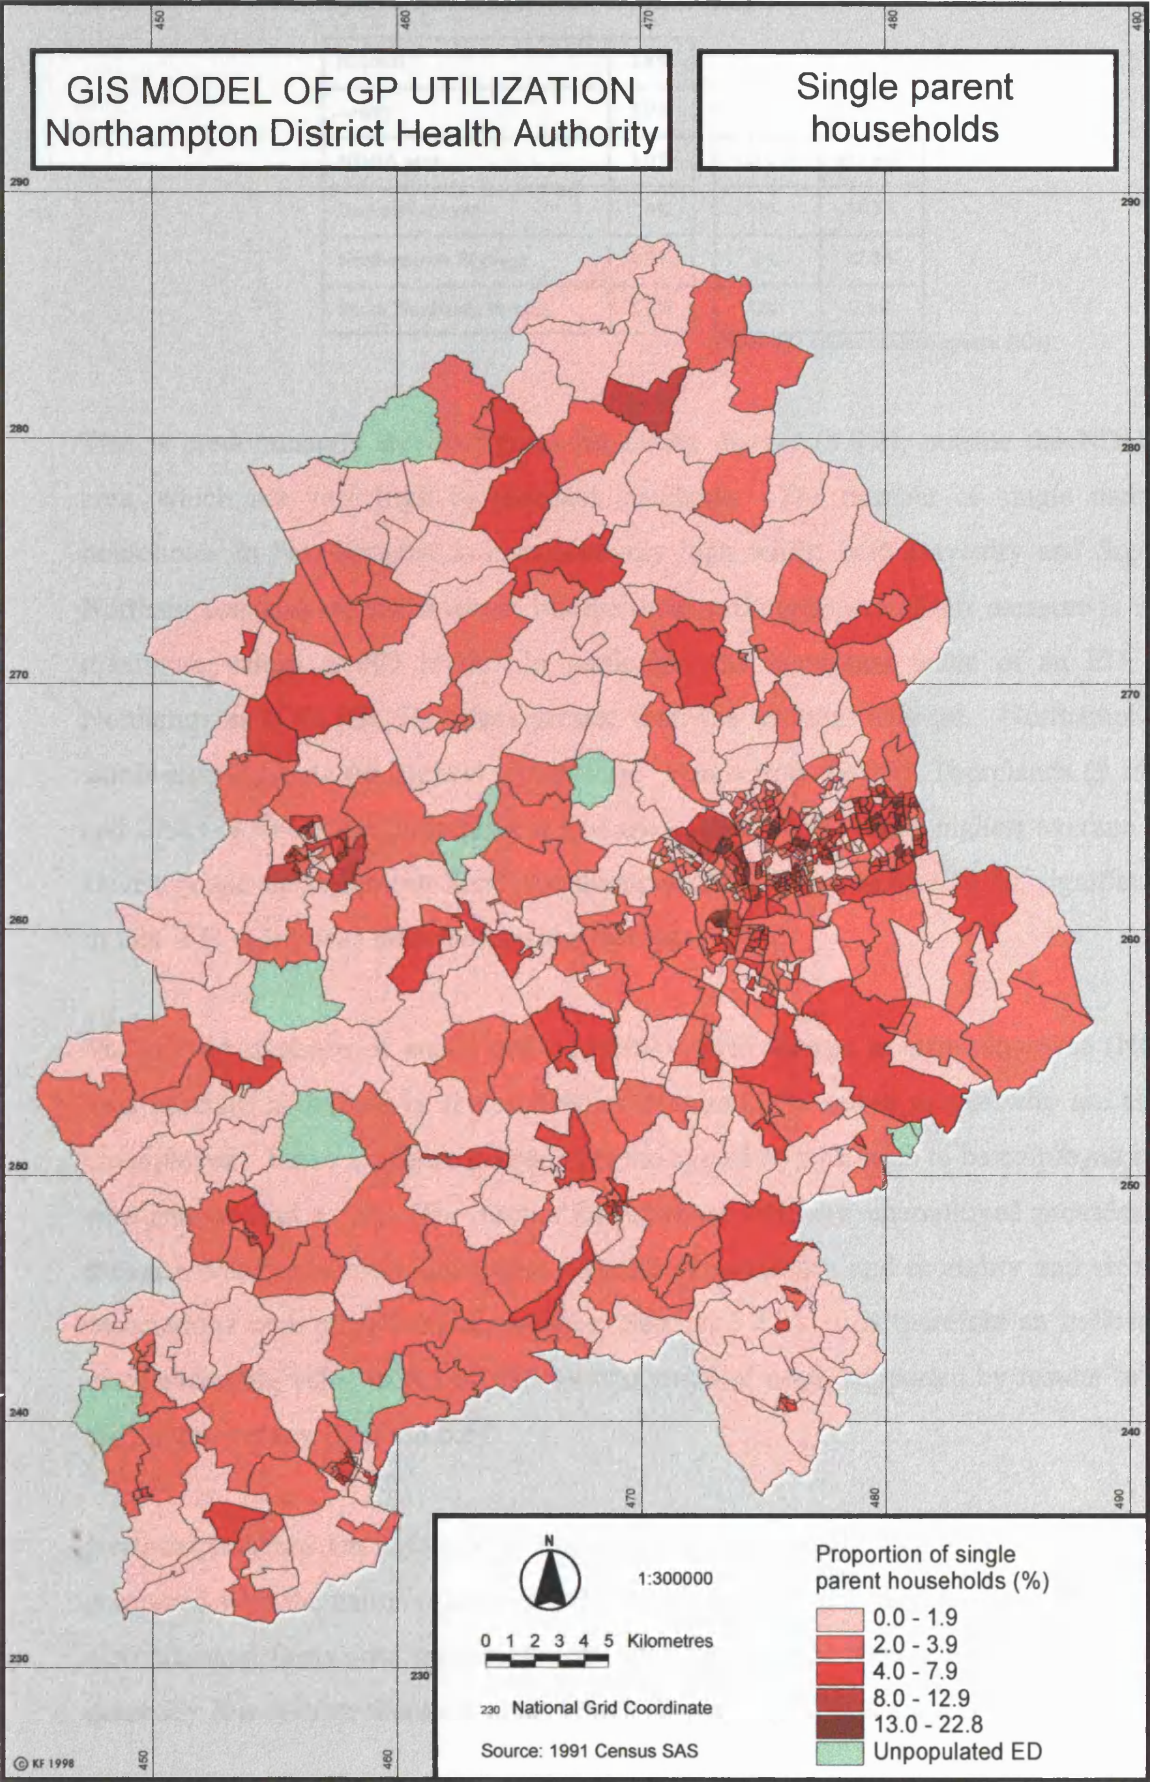 450
460
470
480
490
GIS MODEL OF GP UTILIZATION
Northampton District Health Authority
Single parent
households
290
290
280
280
270
270
260
260
250
250
240
240
470
480
490
230
230
450
460
N
1:300000
0 1 2 3 4 5 Kilometres
230 National Grid Coordinate
Source: 1991 Census SAS
Proportion of single
parent households (%)
0.0 - 1.9
2.0 - 3.9
4.0 - 7.9
8.0 - 12.9
13.0 - 22.8
Unpopulated ED
© KF 1998